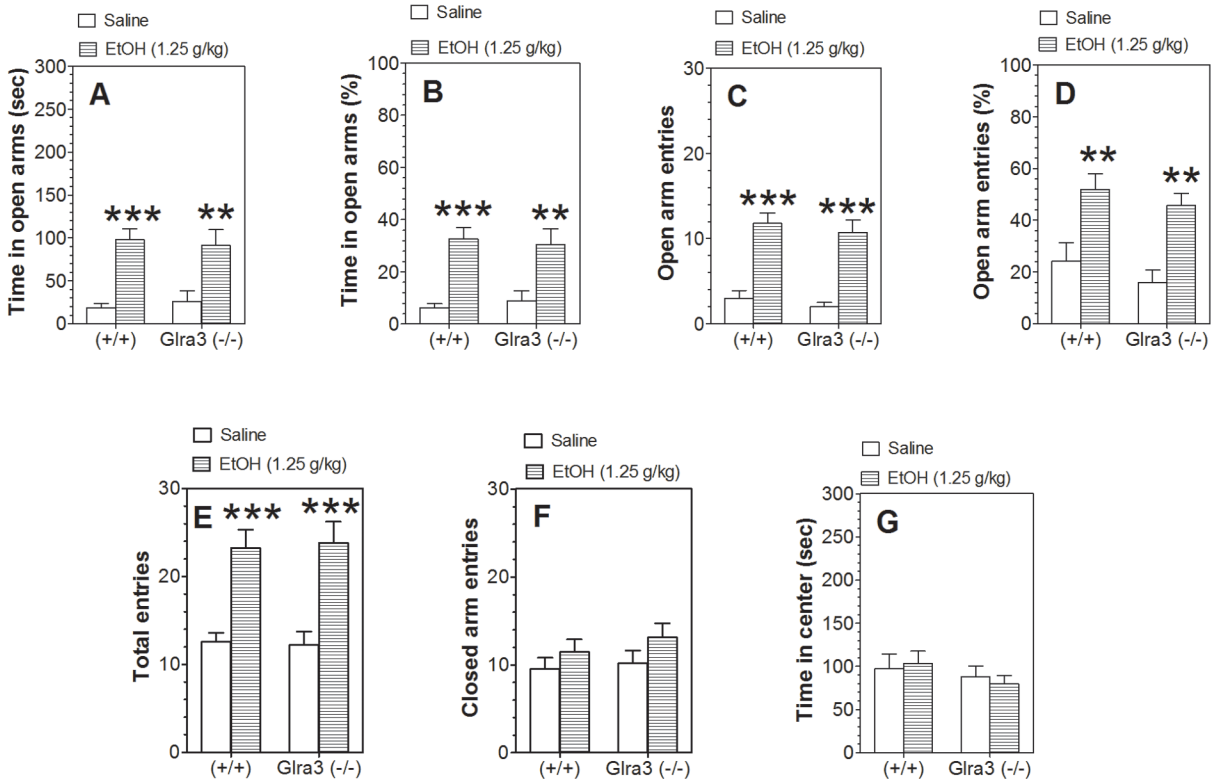 Saline
EtOH (1.25 g/kg)
A
Time in open arms (sec)
300
250
200
150
100
50
0
***
**
(+/+)
Glra3 (-/-)
Saline
EtOH (1.25 g/kg)
B
Time in open arms (%)
100
80
60
40
20
0
***
**
(+/+)
Glra3 (-/-)
Saline
EtOH (1.25 g/kg)
C
Open arm entries
30
20
10
0
***
***
(+/+)
Glra3 (-/-)
Saline
EtOH (1.25 g/kg)
D
Open arm entries (%)
100
80
60
40
20
0
**
**
(+/+)
Glra3 (-/-)
Saline
EtOH (1.25 g/kg)
E
Total entries
30
20
10
0
***
***
(+/+)
Glra3 (-/-)
Saline
EtOH (1.25 g/kg)
F
Closed arm entries
30
20
10
0
(+/+)
Glra3 (-/-)
Saline
EtOH (1.25 g/kg)
G
Time in center (sec)
300
250
200
150
100
50
0
(+/+)
Glra3 (-/-)